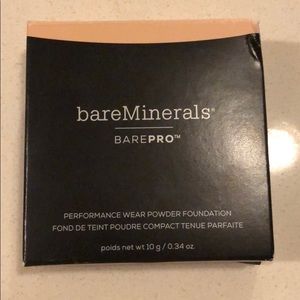 bareMinerals®
BAREPRO™
PERFORMANCE WEAR POWDER FOUNDATION
FOND DE TEINT POUDRE COMPACT TENUE PARFAITE
poids net wt 10 g / 0.34 oz.